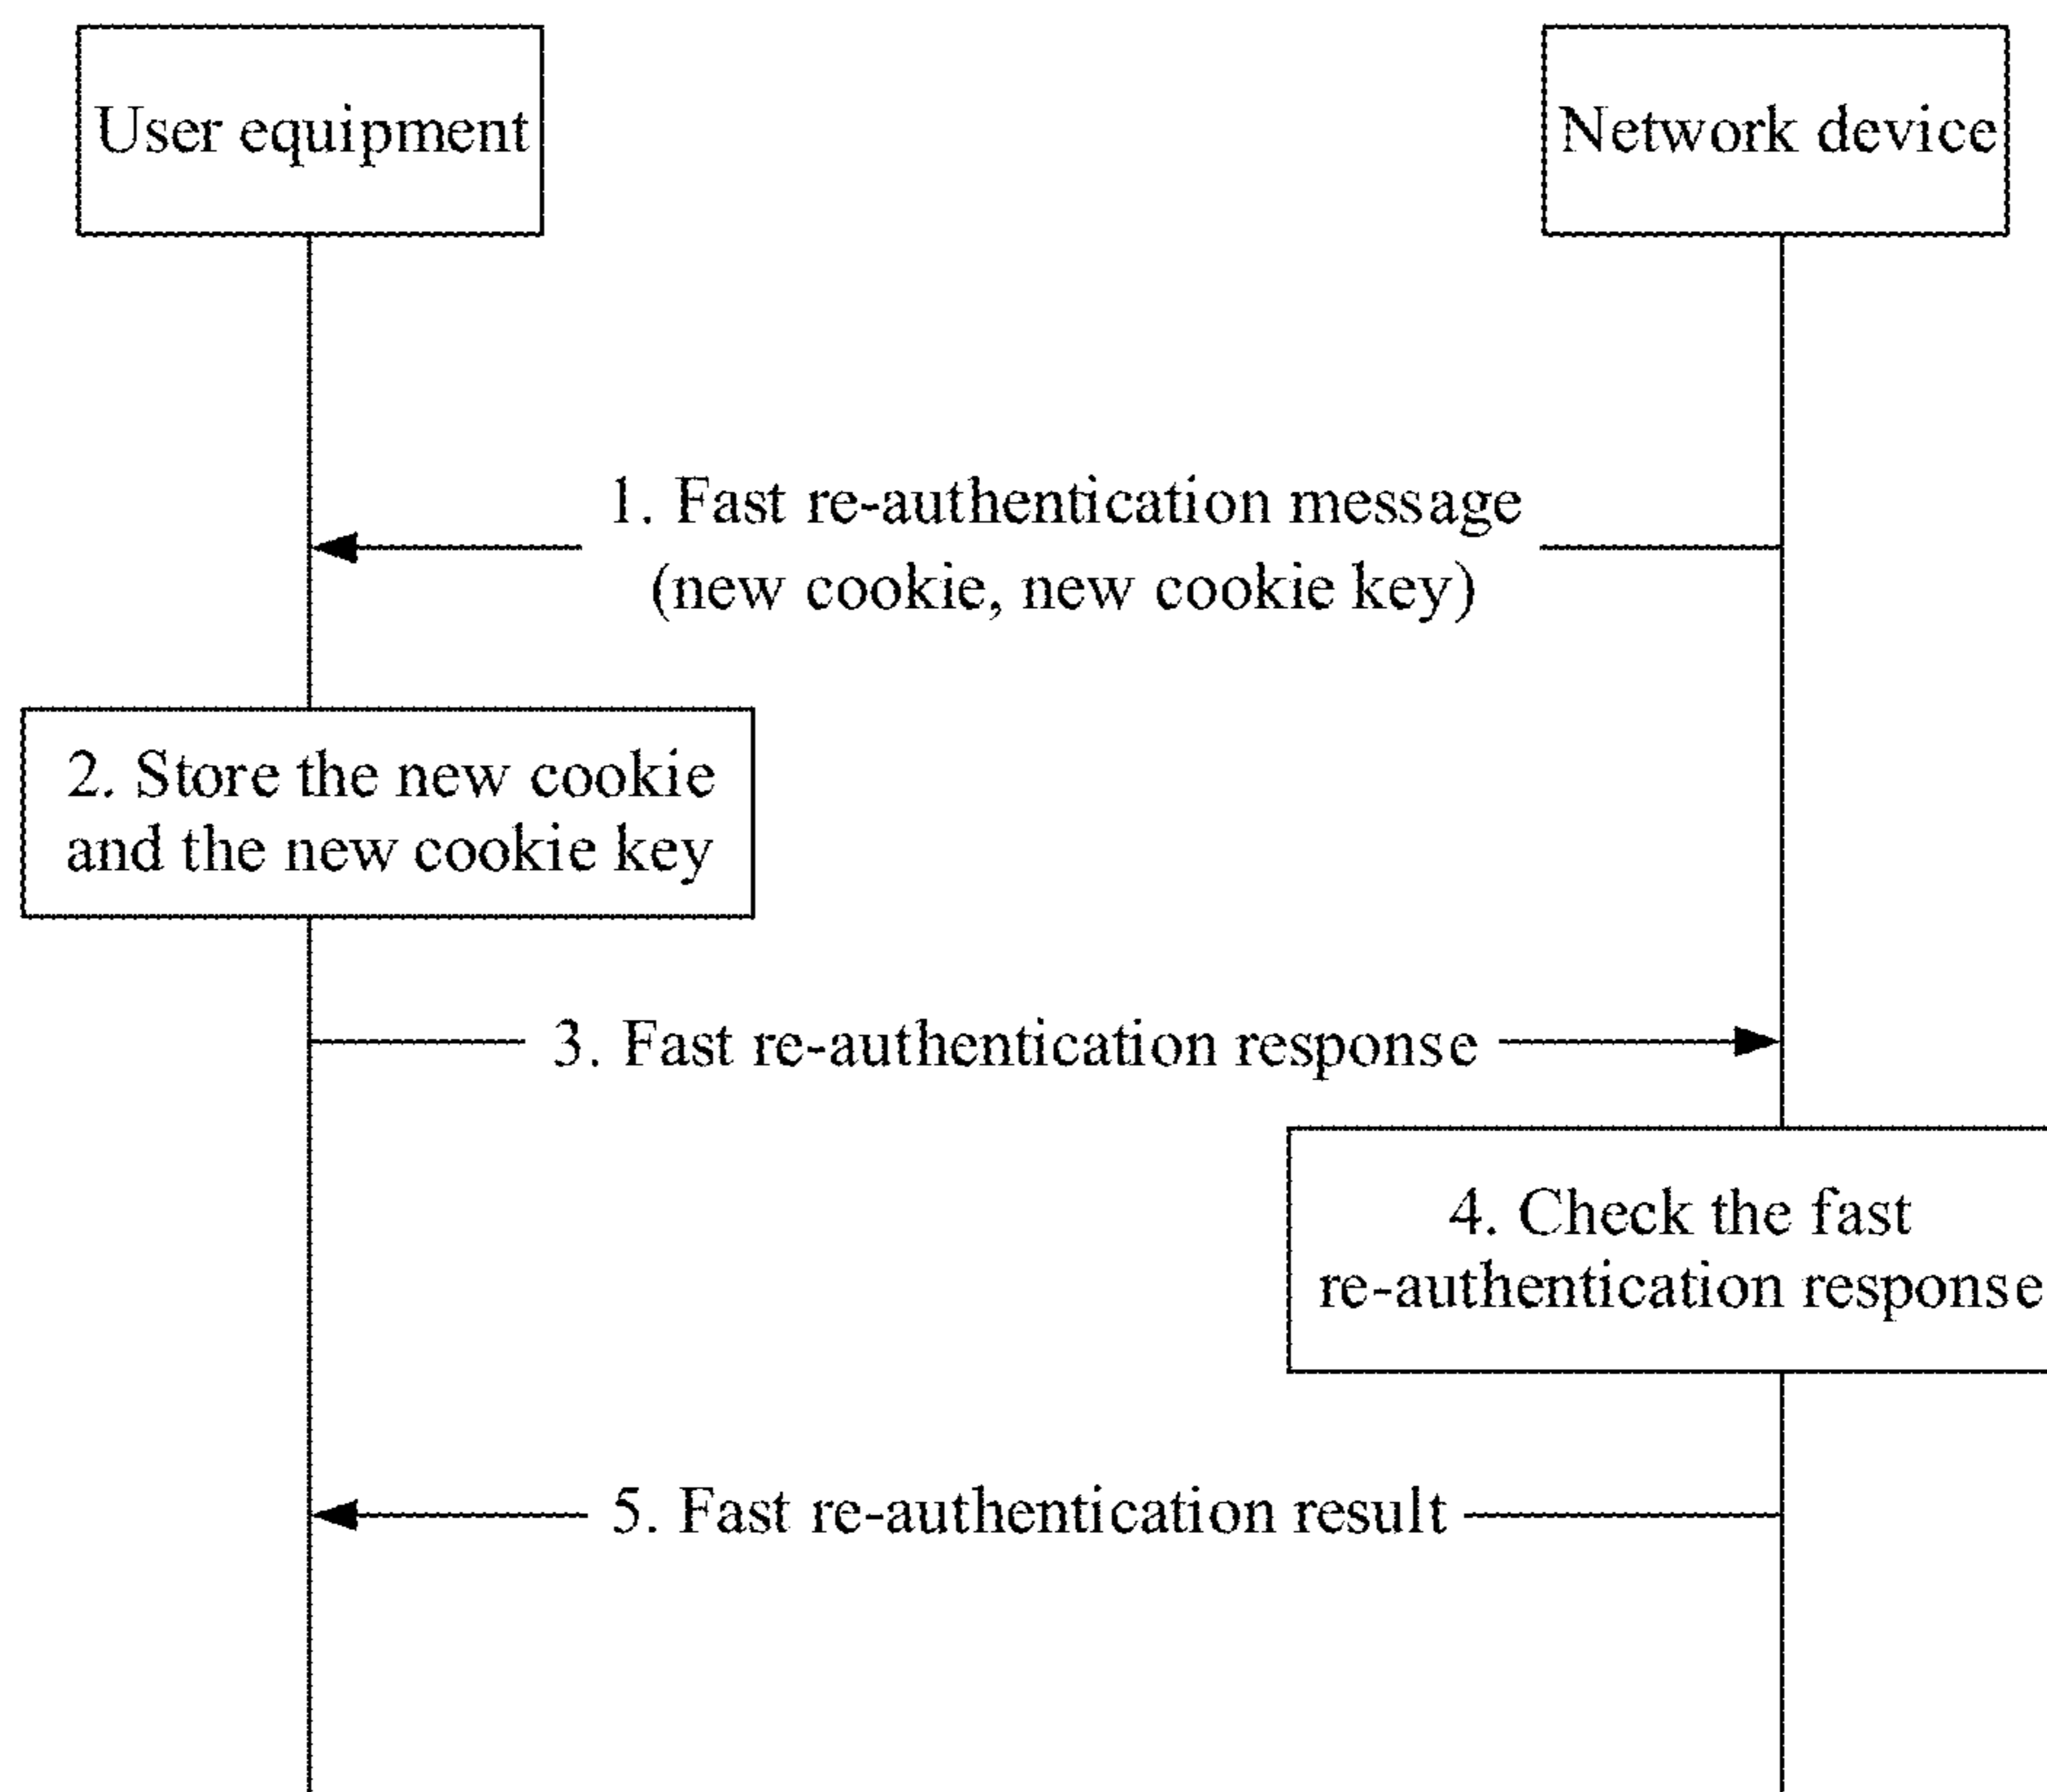 User equipment
Network device
1. Fast re-authentication message
(new cookie, new cookie key)
2. Store the new cookie
and the new cookie key
3. Fast re-authentication response
4. Check the fast
re-authentication response
5. Fast re-authentication result